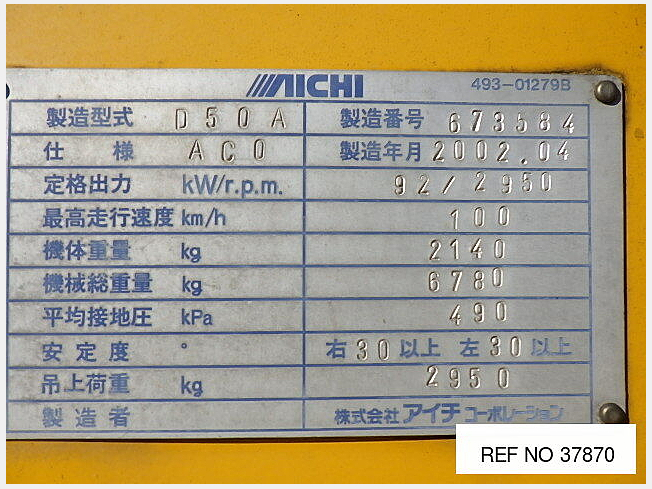 AICHI
493-01279B
製造型式 D50A 製造番号 673584
仕様 AC0 製造年月 2002.04
定格出力 kW/r.p.m. 92/2950
最高走行速度 km/h 100
機体重量 kg 2140
機械総重量 kg 6780
平均接地圧 kPa 490
安定度 ° 右30以上 左30以上
吊上荷重 kg 2950
製造者 株式会社アイチコーポレーション
REF NO 37870